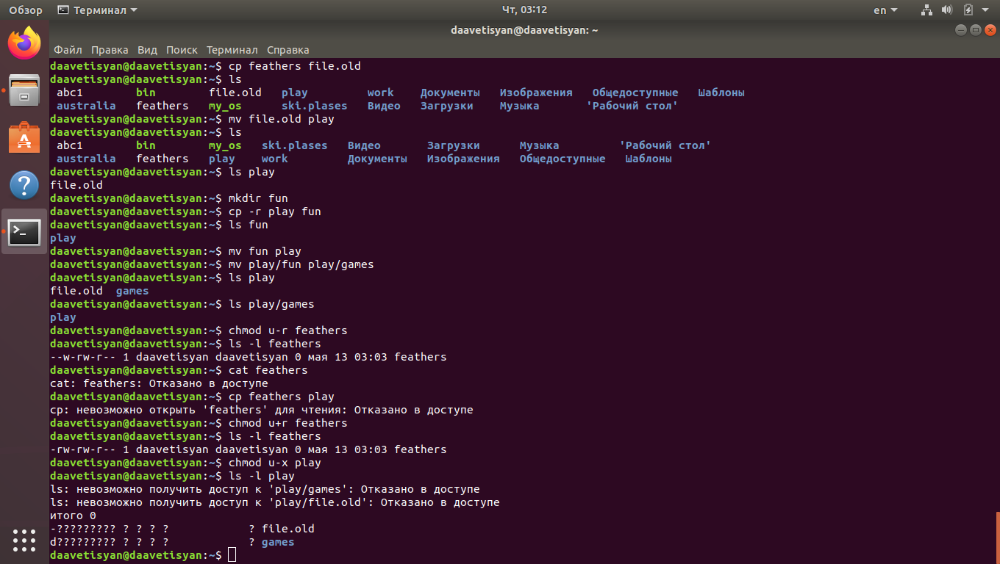 Обзор Терминал Чт, 03:12 en
daavetisyan@daavetisyan: ~
Файл Правка Вид Поиск Терминал Справка
daavetisyan@daavetisyan:~$ cp feathers file.old
daavetisyan@daavetisyan:~$ ls
abc1 bin file.old play work Документы Изображения Общедоступные Шаблоны
australia feathers my_os ski.plases Видео Загрузки Музыка 'Рабочий стол'
daavetisyan@daavetisyan:~$ mv file.old play
daavetisyan@daavetisyan:~$ ls
abc1 bin my_os ski.plases Видео Загрузки Музыка 'Рабочий стол'
australia feathers play work Документы Изображения Общедоступные Шаблоны
daavetisyan@daavetisyan:~$ ls play
file.old
daavetisyan@daavetisyan:~$ mkdir fun
daavetisyan@daavetisyan:~$ cp -r play fun
daavetisyan@daavetisyan:~$ ls fun
play
daavetisyan@daavetisyan:~$ mv fun play
daavetisyan@daavetisyan:~$ mv play/fun play/games
daavetisyan@daavetisyan:~$ ls play
file.old games
daavetisyan@daavetisyan:~$ ls play/games
play
daavetisyan@daavetisyan:~$ chmod u-r feathers
daavetisyan@daavetisyan:~$ ls -l feathers
--w-rw-r-- 1 daavetisyan daavetisyan 0 мая 13 03:03 feathers
daavetisyan@daavetisyan:~$ cat feathers
cat: feathers: Отказано в доступе
daavetisyan@daavetisyan:~$ cp feathers play
cp: невозможно открыть 'feathers' для чтения: Отказано в доступе
daavetisyan@daavetisyan:~$ chmod u+r feathers
daavetisyan@daavetisyan:~$ ls -l feathers
-rw-rw-r-- 1 daavetisyan daavetisyan 0 мая 13 03:03 feathers
daavetisyan@daavetisyan:~$ chmod u-x play
daavetisyan@daavetisyan:~$ ls -l play
ls: невозможно получить доступ к 'play/games': Отказано в доступе
ls: невозможно получить доступ к 'play/file.old': Отказано в доступе
итого 0
-????????? ? ? ? ? ? file.old
d????????? ? ? ? ? ? games
daavetisyan@daavetisyan:~$